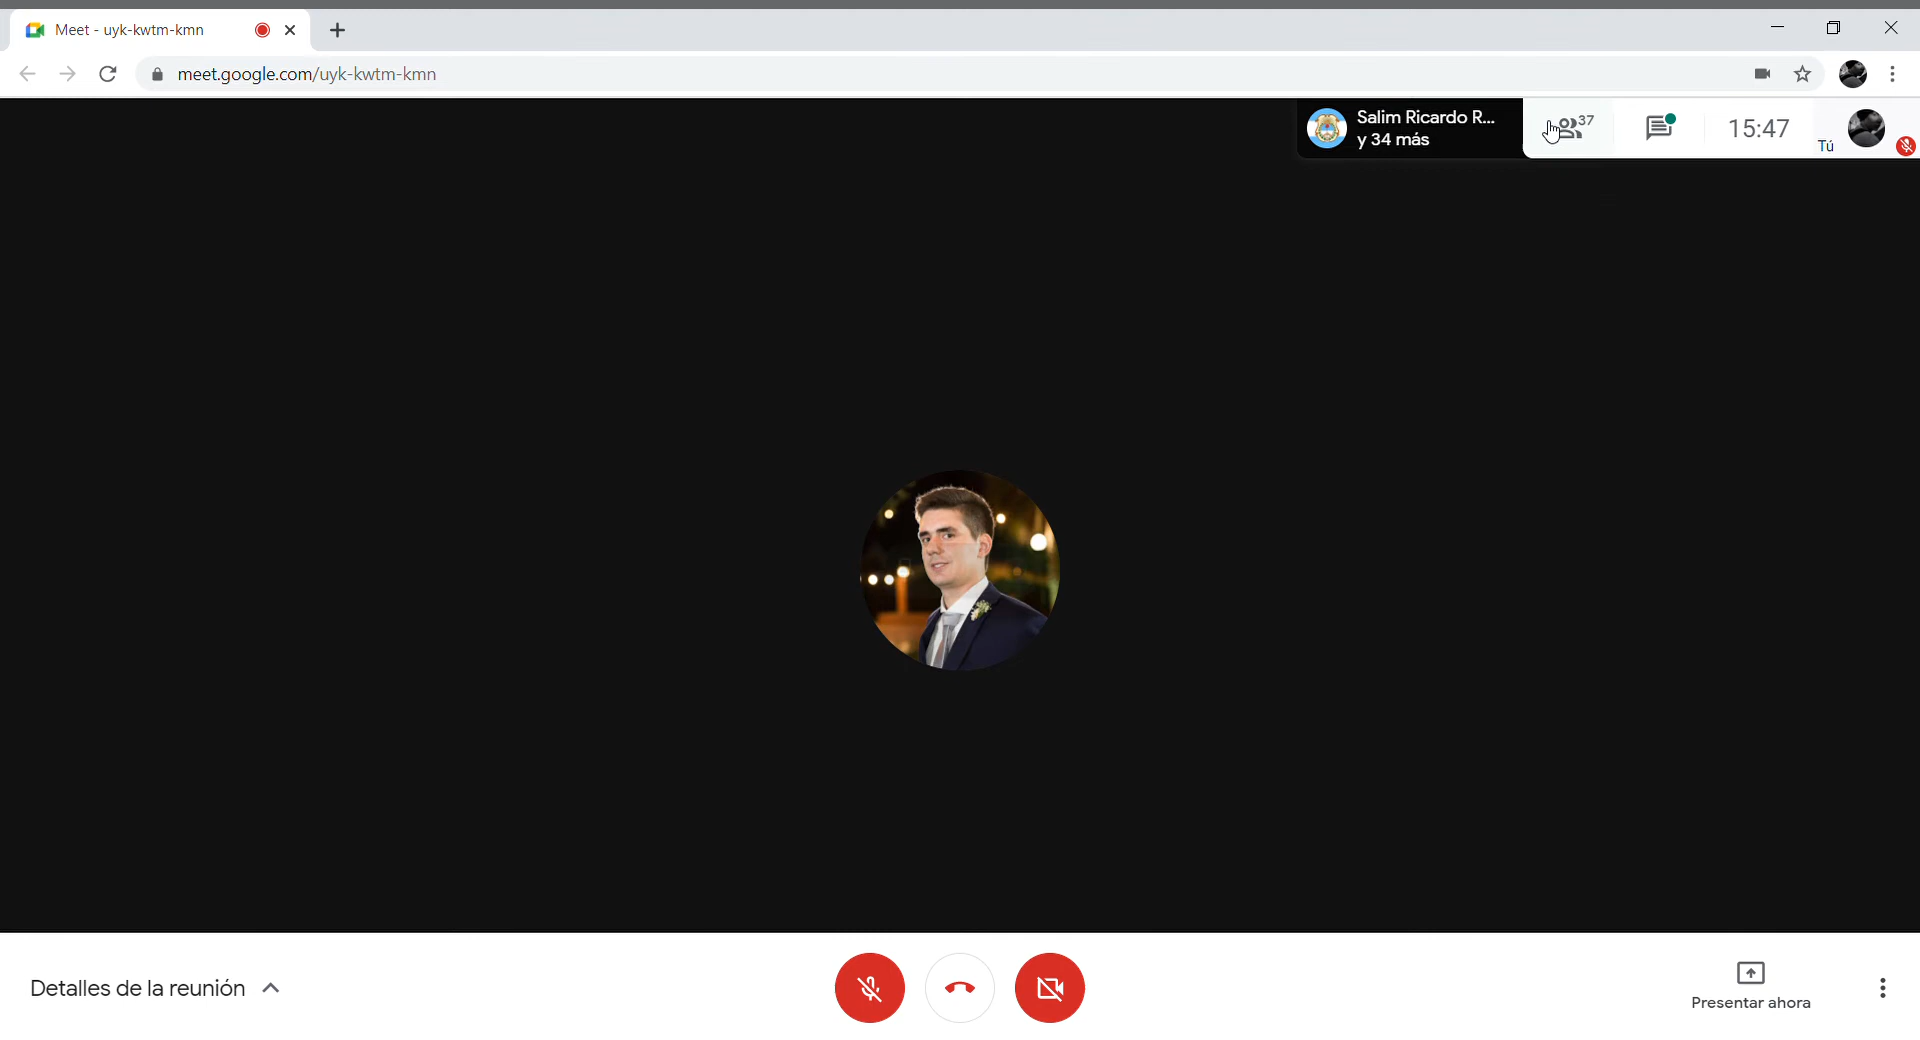 Meet - uyk-kwtm-kmn
meet.google.com/uyk-kwtm-kmn
Salim Ricardo R...
y 34 más
37
15:47
Tú
Detalles de la reunión
Presentar ahora